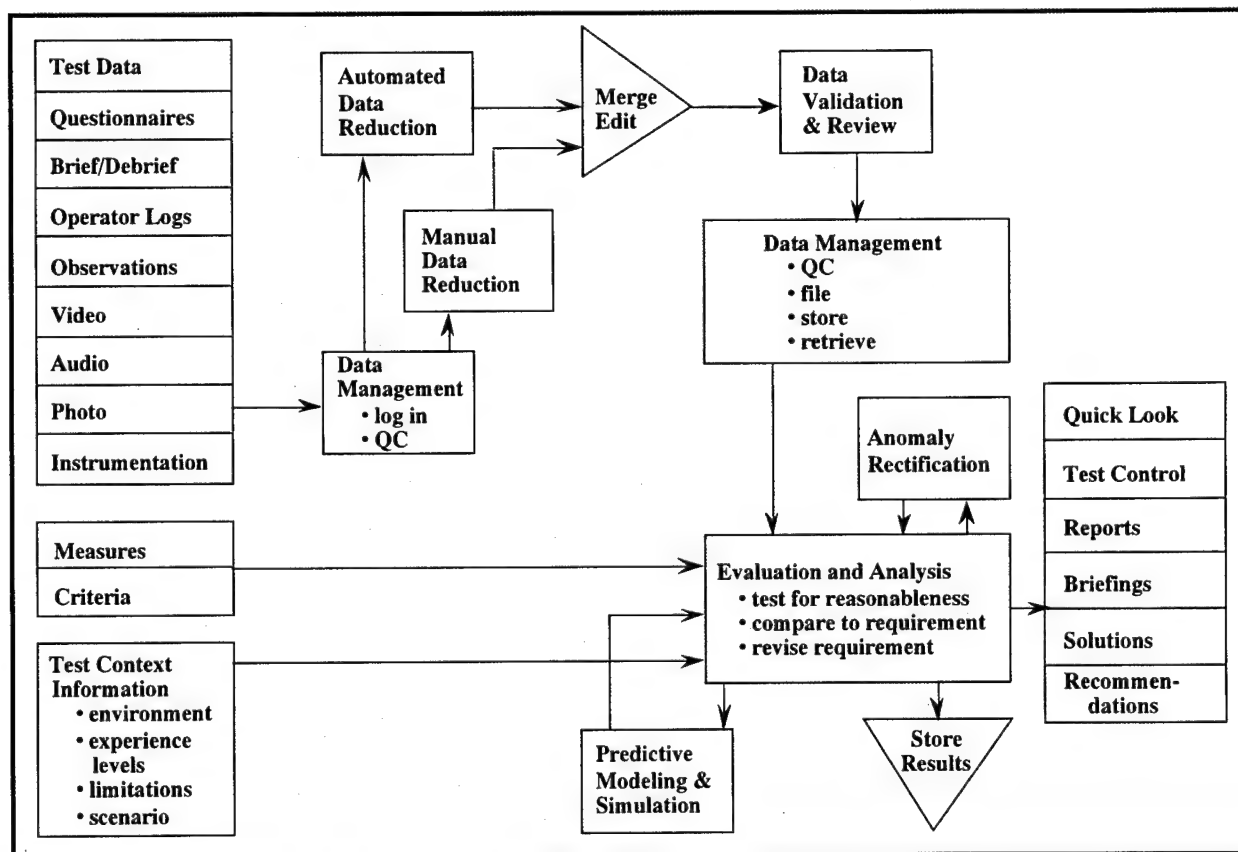 Test Data
Questionnaires
Brief/Debrief
Operator Logs
Observations
Video
Audio
Photo
Instrumentation
Measures
Criteria
Test Context
Information
• environment
• experience
levels
• limitations
• scenario
Automated
Data
Reduction
Manual
Data
Reduction
Data
Management
• log in
• QC
Merge
Edit
Data
Validation
& Review
Data Management
• QC
• file
• store
• retrieve
Anomaly
Rectification
Evaluation and Analysis
• test for reasonableness
• compare to requirement
• revise requirement
Predictive
Modeling &
Simulation
Store
Results
Quick Look
Test Control
Reports
Briefings
Solutions
Recommen-
dations